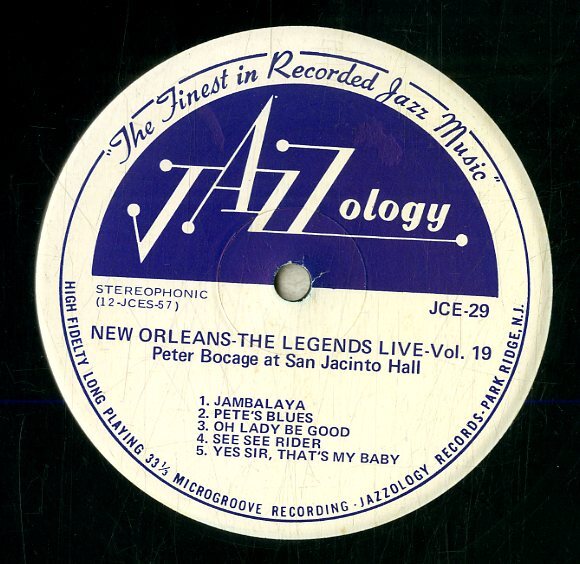 "The Finest in Recorded Jazz Music"
JAZZology
STEREOPHONIC
(12-JCES-57)
JCE-29
NEW ORLEANS-THE LEGENDS LIVE-Vol. 19
Peter Bocage at San Jacinto Hall
1. JAMBALAYA
2. PETE'S BLUES
3. OH LADY BE GOOD
4. SEE SEE RIDER
5. YES SIR, THAT'S MY BABY
HIGH FIDELTY LONG PLAYING 33⅓ MICROGROOVE RECORDING - JAZZOLOGY RECORDS - PARK RIDGE, N.J.